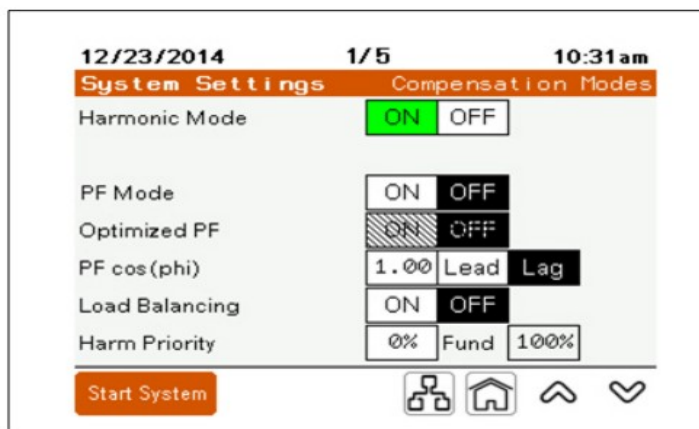 12/23/2014 1/5 10:31am
System Settings Compensation Modes
Harmonic Mode ON OFF
PF Mode ON OFF
Optimized PF ON OFF
PF cos(phi) 1.00 Lead Lag
Load Balancing ON OFF
Harm Priority 0% Fund 100%
Start System